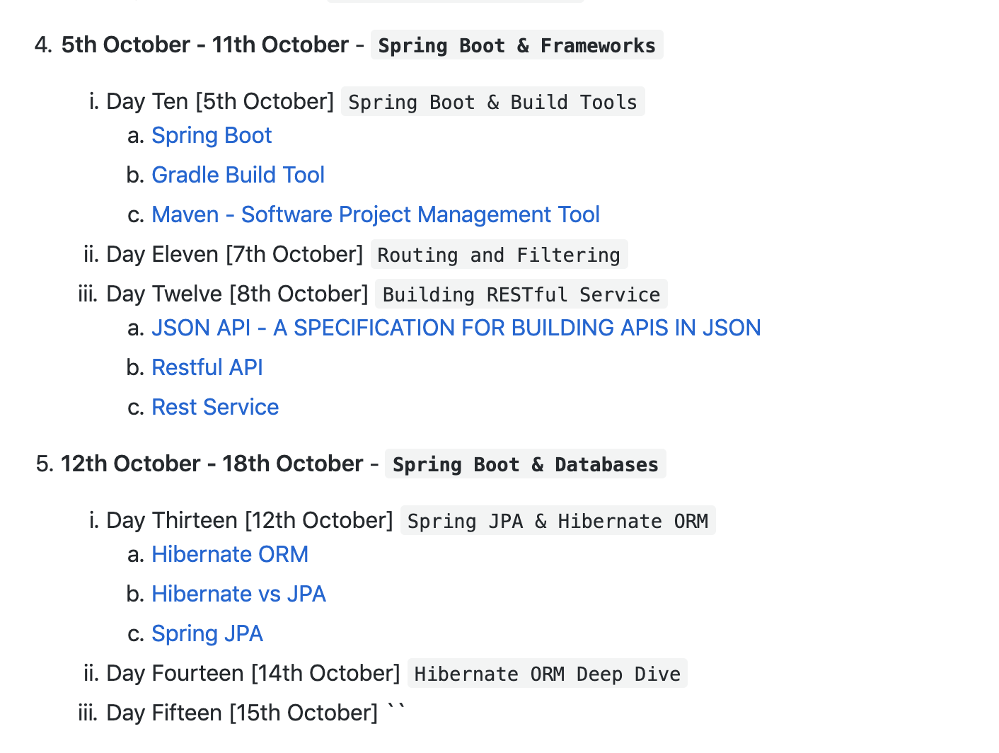 4. 5th October - 11th October - Spring Boot & Frameworks
i. Day Ten [5th October] Spring Boot & Build Tools
a. Spring Boot
b. Gradle Build Tool
c. Maven - Software Project Management Tool
ii. Day Eleven [7th October] Routing and Filtering
iii. Day Twelve [8th October] Building RESTful Service
a. JSON API - A SPECIFICATION FOR BUILDING APIS IN JSON
b. Restful API
c. Rest Service
5. 12th October - 18th October - Spring Boot & Databases
i. Day Thirteen [12th October] Spring JPA & Hibernate ORM
a. Hibernate ORM
b. Hibernate vs JPA
c. Spring JPA
ii. Day Fourteen [14th October] Hibernate ORM Deep Dive
iii. Day Fifteen [15th October] ``